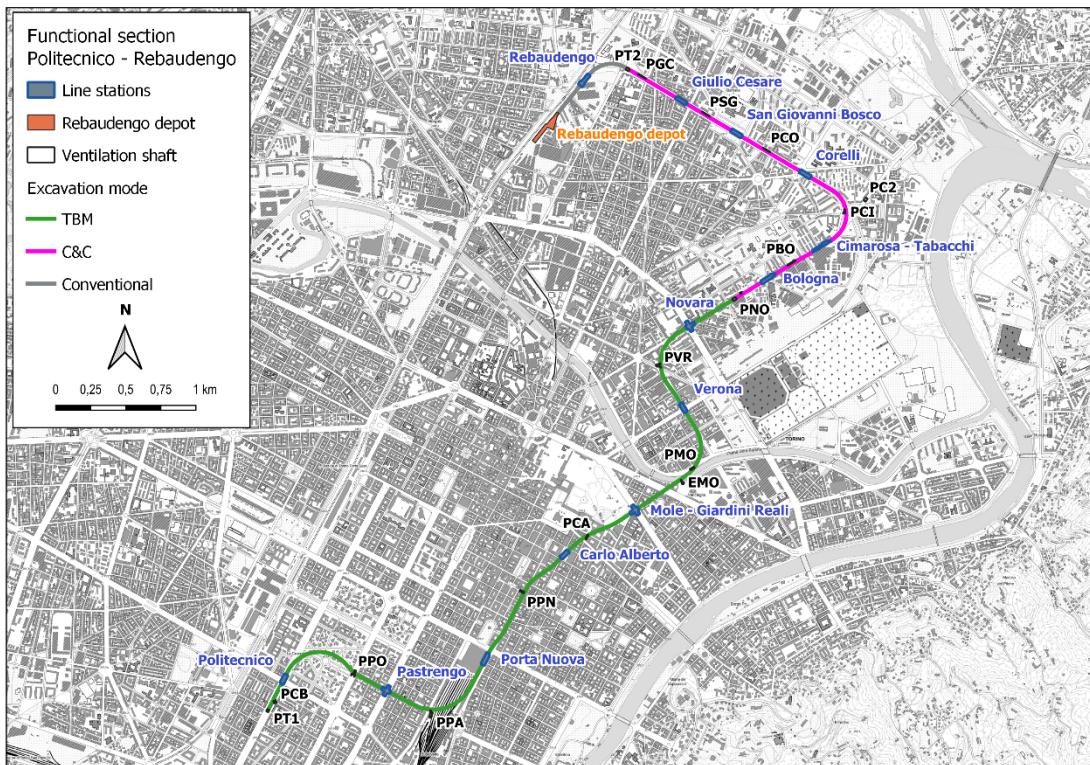 Functional section
Politecnico - Rebaudengo
Line stations
Rebaudengo depot
Ventilation shaft
Excavation mode
TBM
C&C
Conventional
N
0 0,25 0,5 1 km
Rebaudengo
PT2
PGC
Giulio Cesare
PSG
San Giovanni Bosco
Rebaudengo depot
PCO
Corelli
PC2
PCI
PBO
Cimarosa - Tabacchi
Bologna
Novara
PNO
PVR
Verona
TORINO
PMO
EMO
Mole - Giardini Reali
PCA
Carlo Alberto
PPN
Politecnico
PPO
Pastrengo
Porta Nuova
PCB
PT1
PPA